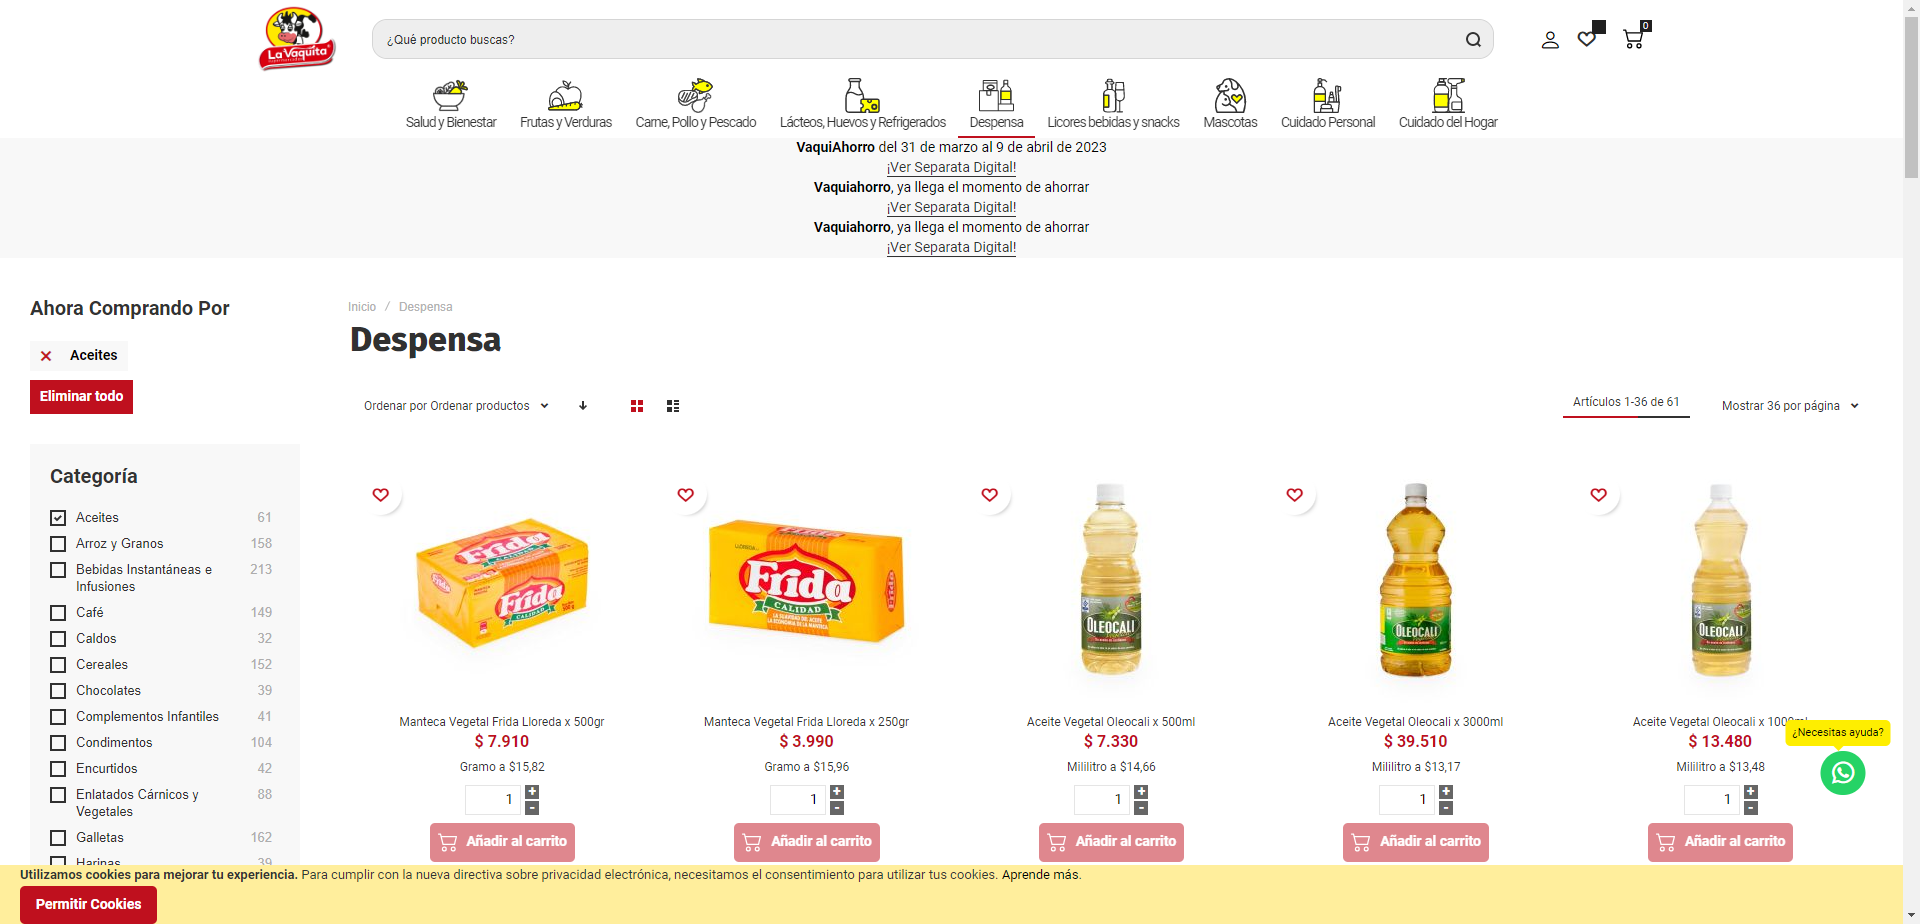 La Vaquita
¿Qué producto buscas?
0
Salud y Bienestar
Frutas y Verduras
Carne, Pollo y Pescado
Lácteos, Huevos y Refrigerados
Despensa
Licores bebidas y snacks
Mascotas
Cuidado Personal
Cuidado del Hogar
VaquiAhorro del 31 de marzo al 9 de abril de 2023
¡Ver Separata Digital!
Vaquiahorro, ya llega el momento de ahorrar
¡Ver Separata Digital!
Vaquiahorro, ya llega el momento de ahorrar
¡Ver Separata Digital!
Ahora Comprando Por
Aceites
Eliminar todo
Categoría
Aceites 61
Arroz y Granos 158
Bebidas Instantáneas e 213
Infusiones
Café 149
Caldos 32
Cereales 152
Chocolates 39
Complementos Infantiles 41
Condimentos 104
Encurtidos 42
Enlatados Cárnicos y 88
Vegetales
Galletas 162
Harinas 39
Inicio / Despensa
Despensa
Ordenar por Ordenar productos
Artículos 1-36 de 61
Mostrar 36 por página
Frida
CALIDAD
Frida
CALIDAD
OLEOCALI
OLEOCALI
OLEOCALI
Manteca Vegetal Frida Lloreda x 500gr
$ 7.910
Gramo a $15,82
1
+
-
Añadir al carrito
Manteca Vegetal Frida Lloreda x 250gr
$ 3.990
Gramo a $15,96
1
+
-
Añadir al carrito
Aceite Vegetal Oleocali x 500ml
$ 7.330
Mililitro a $14,66
1
+
-
Añadir al carrito
Aceite Vegetal Oleocali x 3000ml
$ 39.510
Mililitro a $13,17
1
+
-
Añadir al carrito
Aceite Vegetal Oleocali x 1000ml
$ 13.480
Mililitro a $13,48
1
+
-
Añadir al carrito
¿Necesitas ayuda?
Utilizamos cookies para mejorar tu experiencia. Para cumplir con la nueva directiva sobre privacidad electrónica, necesitamos el consentimiento para utilizar tus cookies. Aprende más.
Permitir Cookies